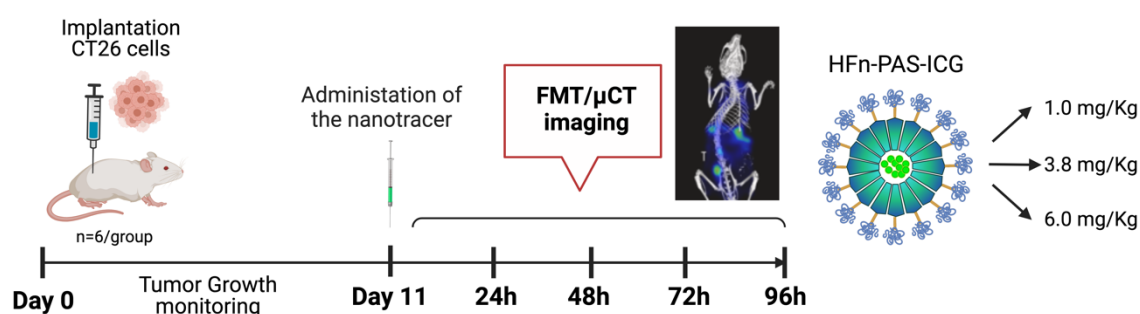 Implantation
CT26 cells
n=6/group
Administation of
the nanotracer
FMT/µCT
imaging
T
HFn-PAS-ICG
1.0 mg/Kg
3.8 mg/Kg
6.0 mg/Kg
Day 0
Tumor Growth
monitoring
Day 11
24h
48h
72h
96h